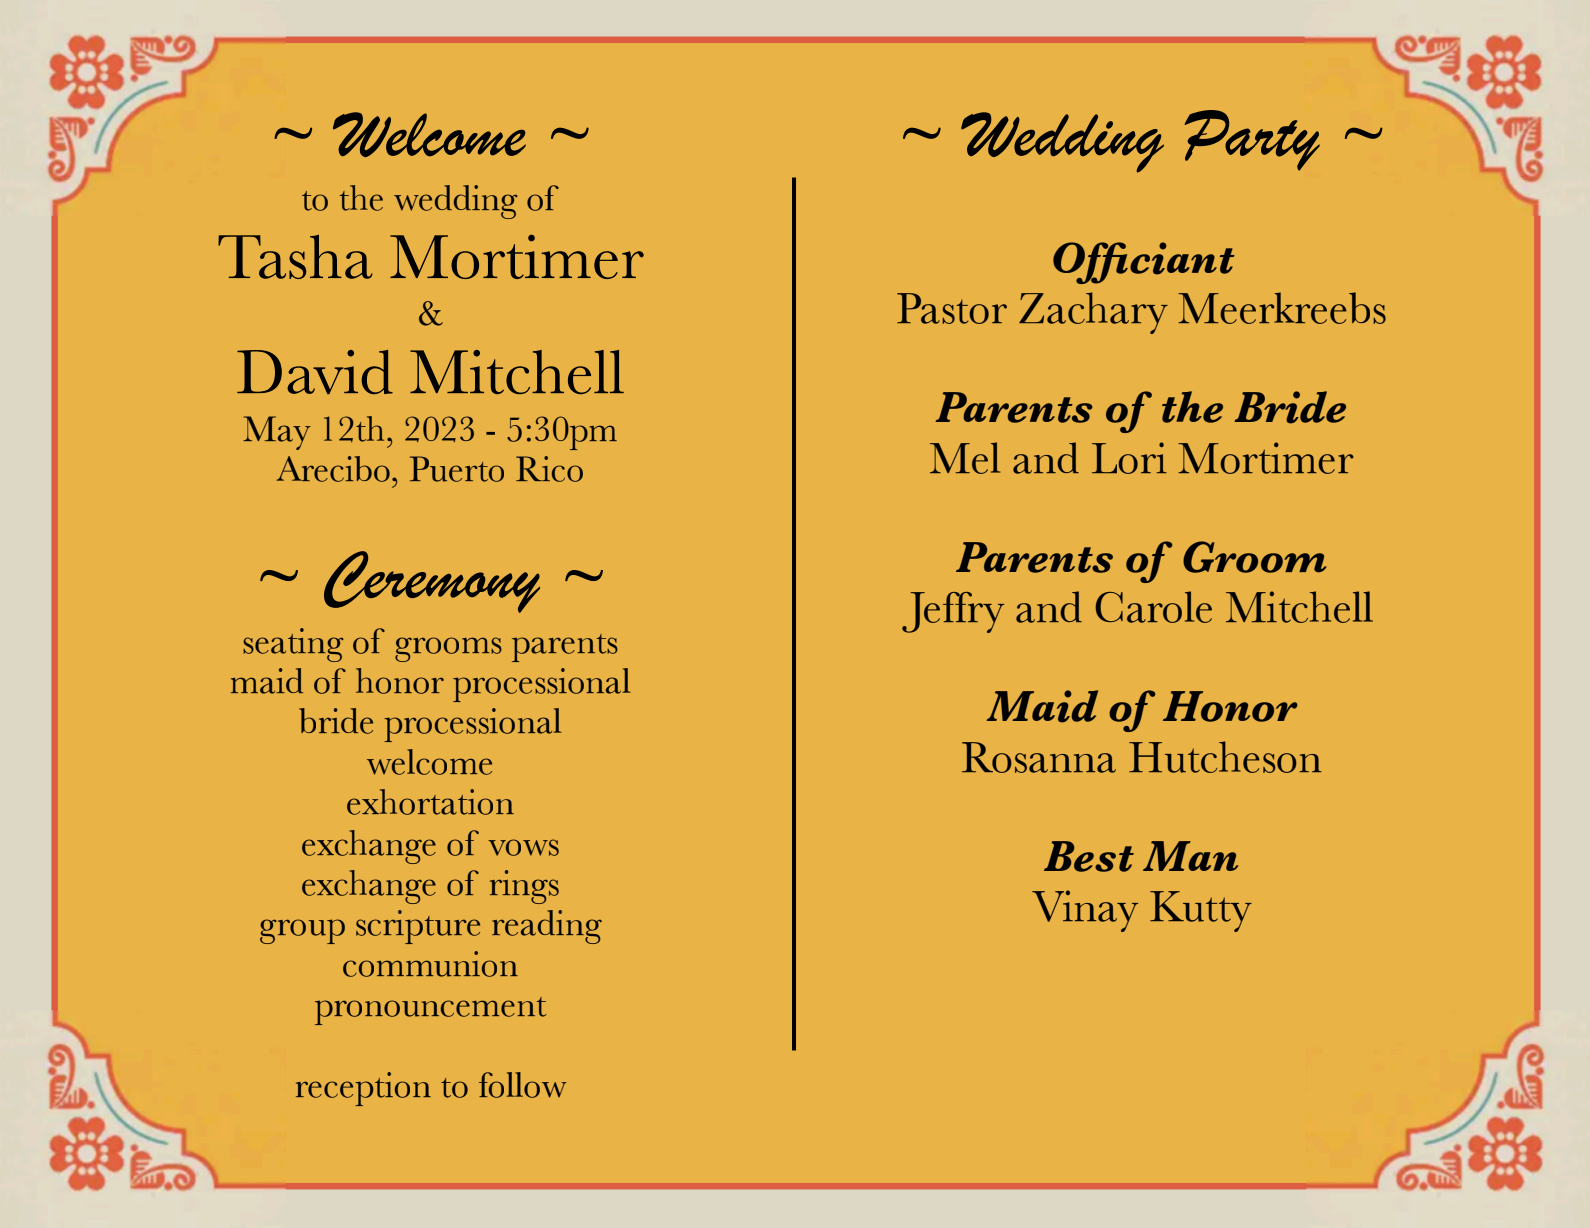 ~ Welcome ~
to the wedding of
Tasha Mortimer
&
David Mitchell
May 12th, 2023 - 5:30pm
Arecibo, Puerto Rico
~ Ceremony ~
seating of grooms parents
maid of honor processional
bride processional
welcome
exhortation
exchange of vows
exchange of rings
group scripture reading
communion
pronouncement
reception to follow
~ Wedding Party ~
Officiant
Pastor Zachary Meerkreebs
Parents of the Bride
Mel and Lori Mortimer
Parents of Groom
Jeffry and Carole Mitchell
Maid of Honor
Rosanna Hutcheson
Best Man
Vinay Kutty